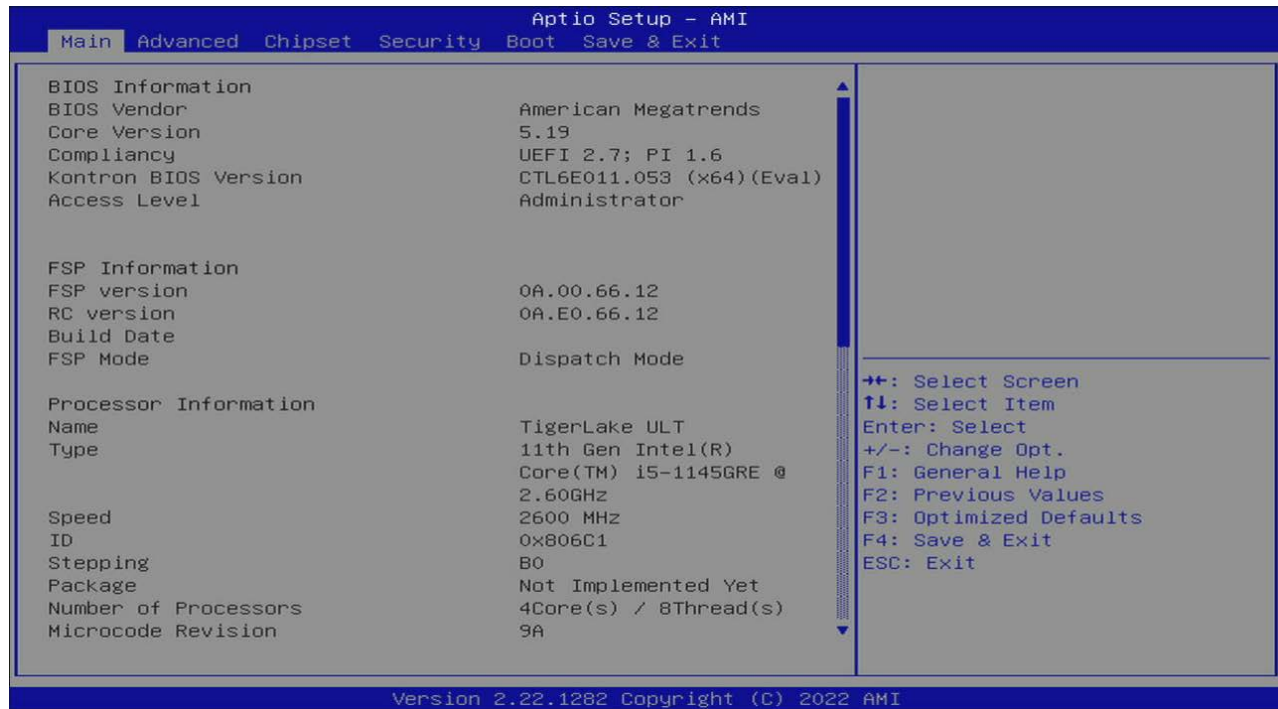 Aptio Setup – AMI
Main Advanced Chipset Security Boot Save & Exit
BIOS Information
BIOS Vendor American Megatrends
Core Version 5.19
Compliancy UEFI 2.7; PI 1.6
Kontron BIOS Version CTL6E011.053 (x64)(Eval)
Access Level Administrator
FSP Information
FSP version 0A.00.66.12
RC version 0A.E0.66.12
Build Date
FSP Mode Dispatch Mode
Processor Information
Name TigerLake ULT
Type 11th Gen Intel(R)
Core(TM) i5-1145GRE @
2.60GHz
Speed 2600 MHz
ID 0x806C1
Stepping B0
Package Not Implemented Yet
Number of Processors 4Core(s) / 8Thread(s)
Microcode Revision 9A
→←: Select Screen
↑↓: Select Item
Enter: Select
+/-: Change Opt.
F1: General Help
F2: Previous Values
F3: Optimized Defaults
F4: Save & Exit
ESC: Exit
Version 2.22.1282 Copyright (C) 2022 AMI